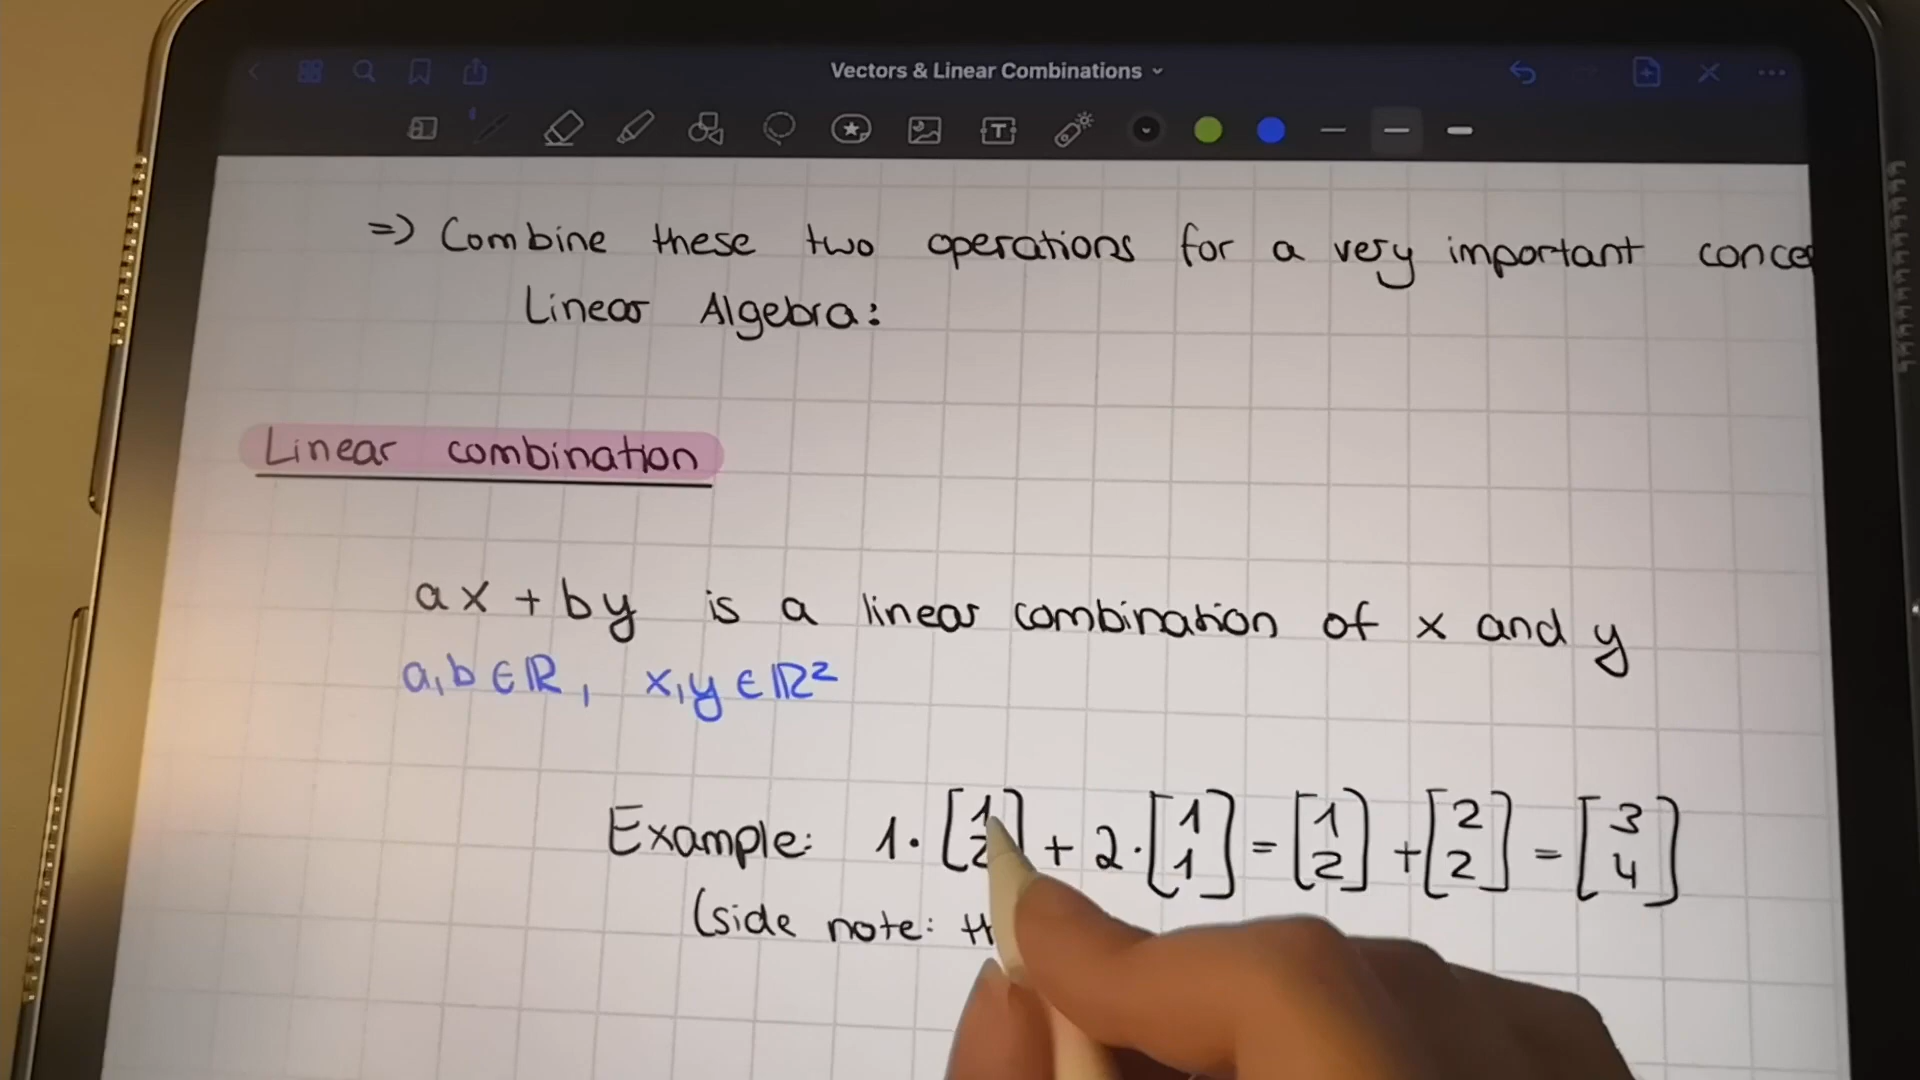 Vectors & Linear Combinations
=> Combine these two operations for a very important
Linear Algebra:
Linear combination
ax + by is a linear combination of x and y
a, b ∈ ℝ, x, y ∈ ℝ²
Example: 1 · [1 2] + 2 · [1 1] = [1 2] + [2 2] = [3 4]
(side note: